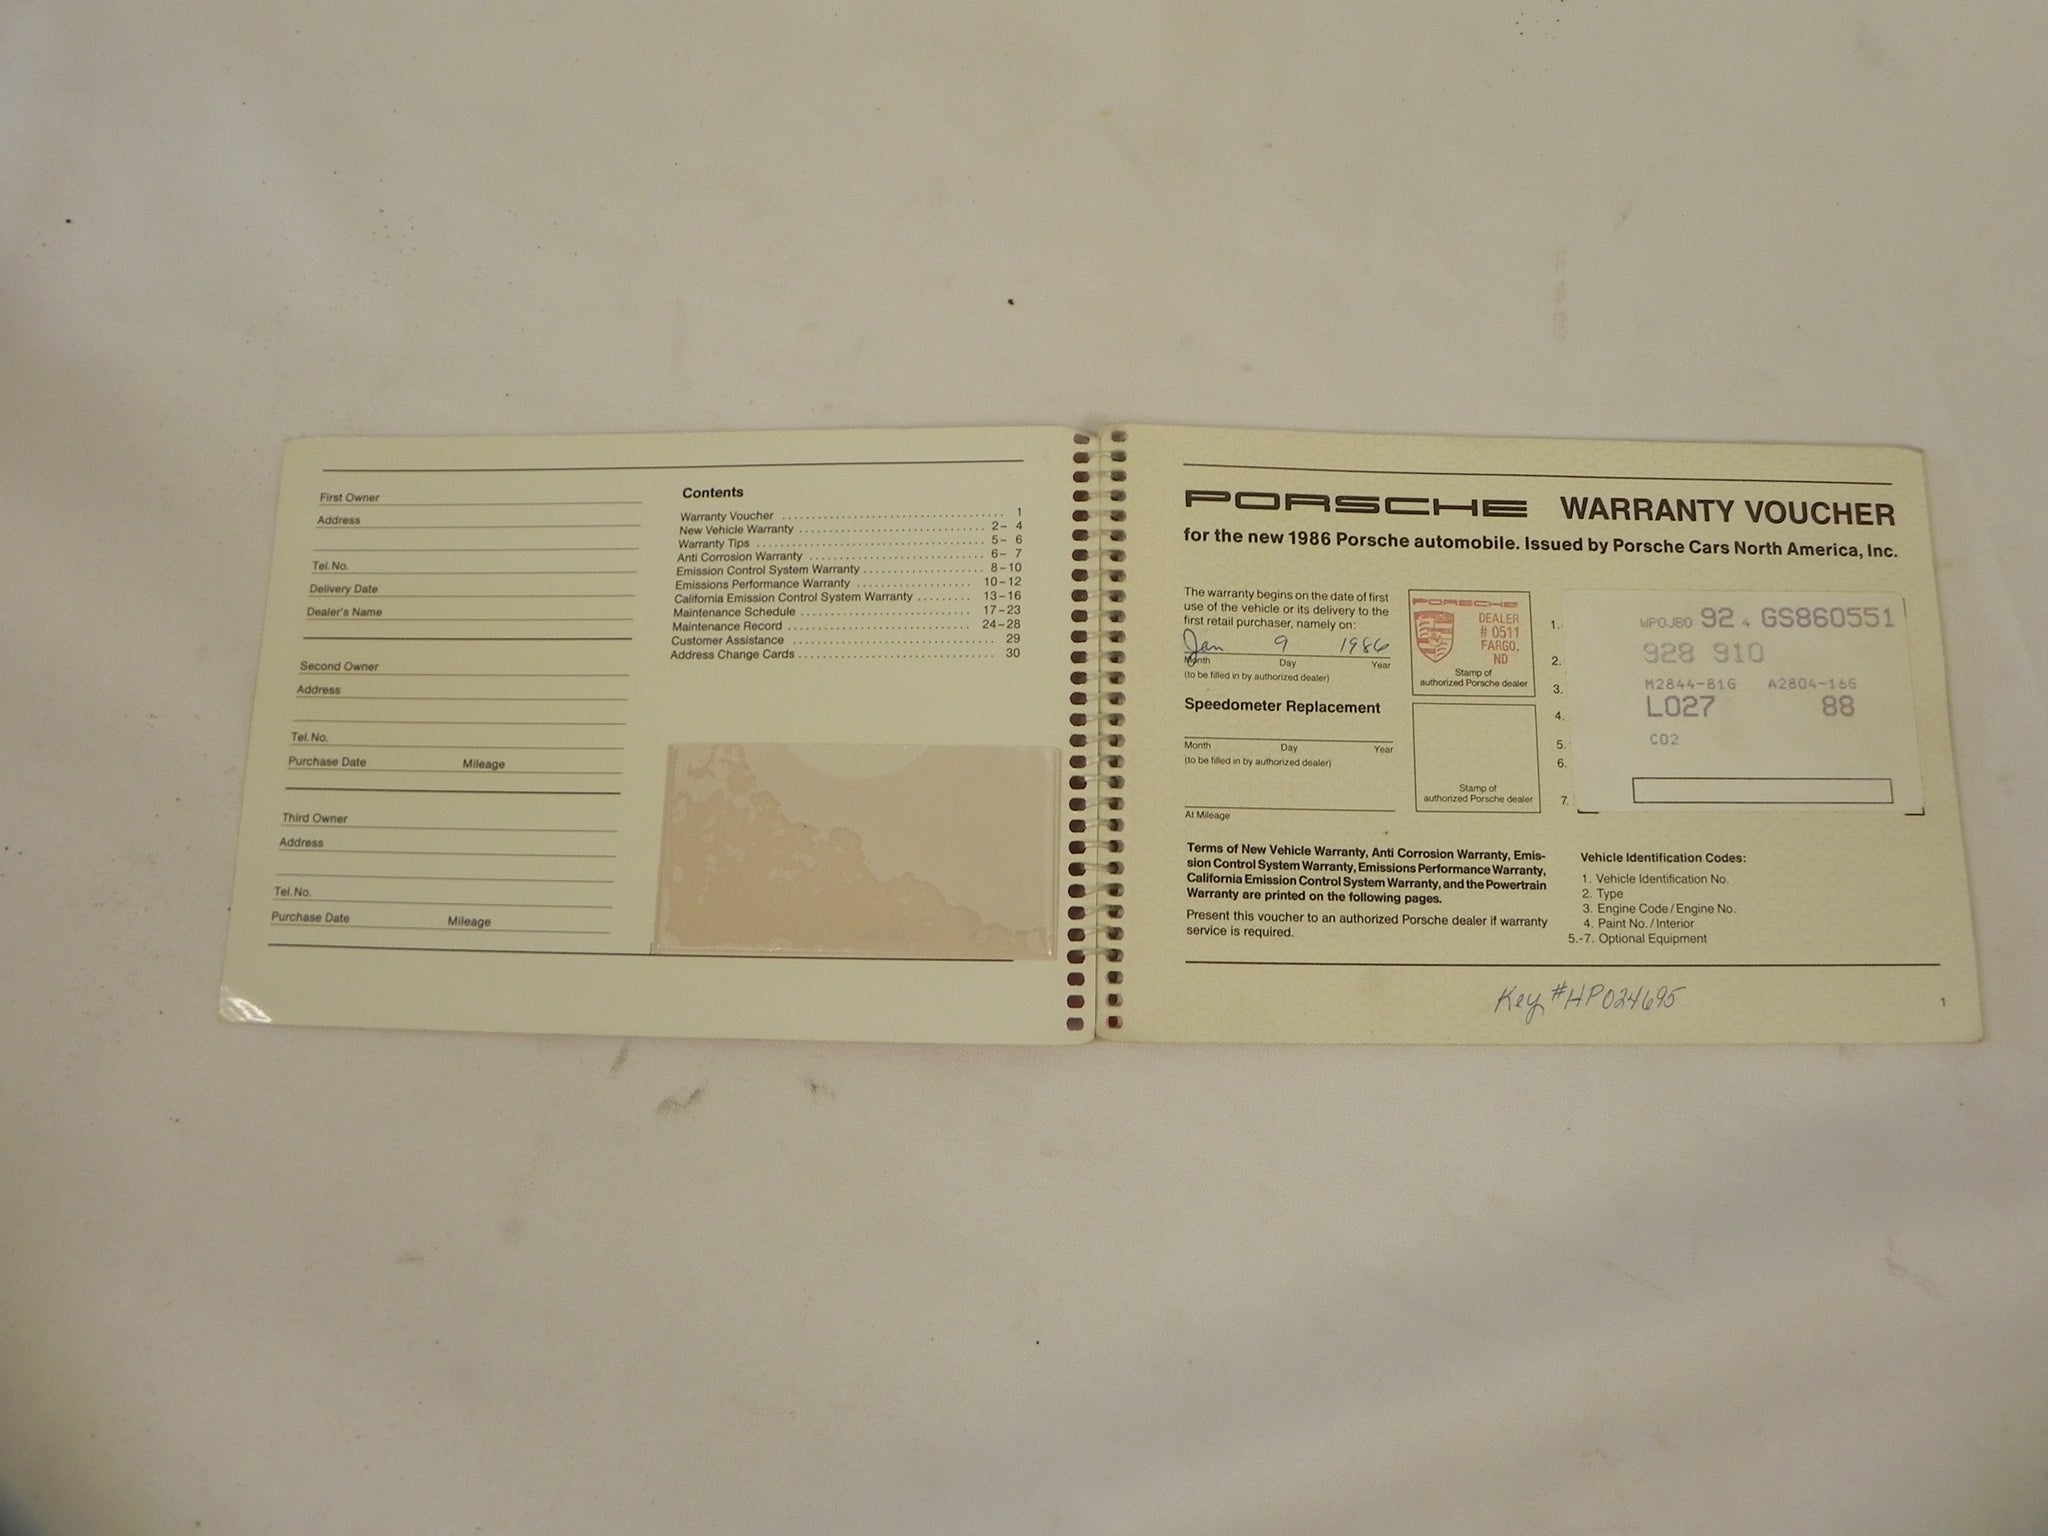 First Owner
Address
Tel. No.
Delivery Date
Dealer's Name
Second Owner
Address
Tel. No.
Purchase Date Mileage
Third Owner
Address
Tel. No.
Purchase Date Mileage
Contents
Warranty Voucher 1
New Vehicle Warranty 2–4
Warranty Tips 5–6
Anti Corrosion Warranty 6–7
Emission Control System Warranty 8–10
Emissions Performance Warranty 10–12
California Emission Control System Warranty 13–16
Maintenance Schedule 17–23
Maintenance Record 24–28
Customer Assistance 29
Address Change Cards 30
PORSCHE WARRANTY VOUCHER
for the new 1986 Porsche automobile. Issued by Porsche Cars North America, Inc.
The warranty begins on the date of first
use of the vehicle or its delivery to the
first retail purchaser, namely on:
Jan 9 1986
Month Day Year
(to be filled in by authorized dealer)
Speedometer Replacement
Month Day Year
(to be filled in by authorized dealer)
At Mileage
PORSCHE
DEALER
# 0511
FARGO,
ND
Stamp of
authorized Porsche dealer
Stamp of
authorized Porsche dealer
1. WP0JB0 92 4 GS860551
2. 928 910
3. M2844-81G A2804-16G
4. L027 88
5. C02
6.
7.
Terms of New Vehicle Warranty, Anti Corrosion Warranty, Emis-
sion Control System Warranty, Emissions Performance Warranty,
California Emission Control System Warranty, and the Powertrain
Warranty are printed on the following pages.
Present this voucher to an authorized Porsche dealer if warranty
service is required.
Vehicle Identification Codes:
1. Vehicle Identification No.
2. Type
3. Engine Code / Engine No.
4. Paint No. / Interior
5.-7. Optional Equipment
Key #HP024695
1